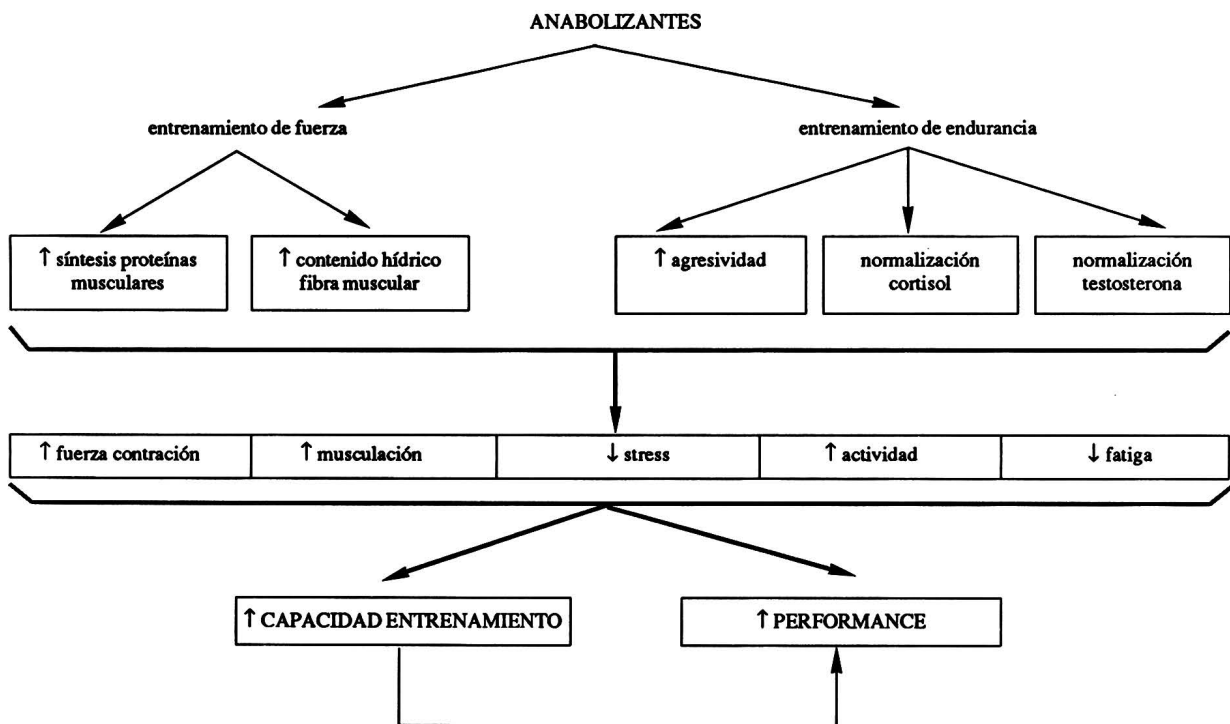 ANABOLIZANTES
entrenamiento de fuerza
entrenamiento de endurancia
↑ síntesis proteínas
musculares
↑ contenido hídrico
fibra muscular
↑ agresividad
normalización
cortisol
normalización
testosterona
↑ fuerza contración
↑ musculación
↓ stress
↑ actividad
↓ fatiga
↑ CAPACIDAD ENTRENAMIENTO
↑ PERFORMANCE